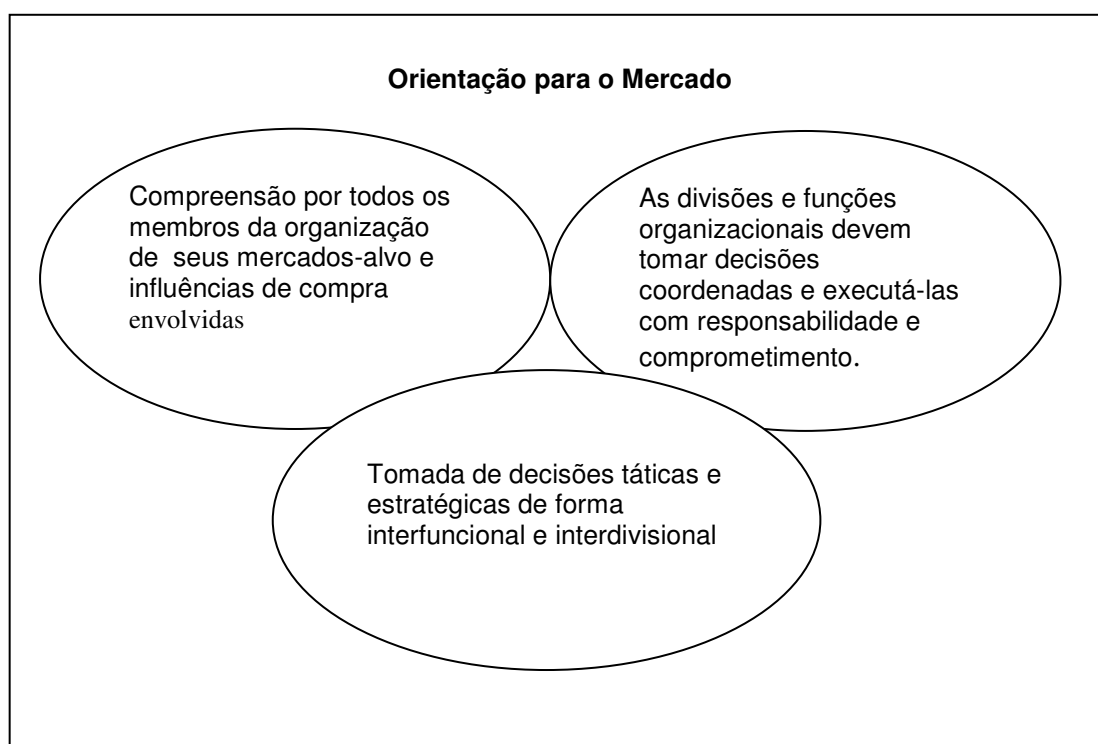 Orientação para o Mercado
Compreensão por todos os
membros da organização
de seus mercados-alvo e
influências de compra
envolvidas
As divisões e funções
organizacionais devem
tomar decisões
coordenadas e executá-las
com responsabilidade e
comprometimento.
Tomada de decisões táticas e
estratégicas de forma
interfuncional e interdivisional